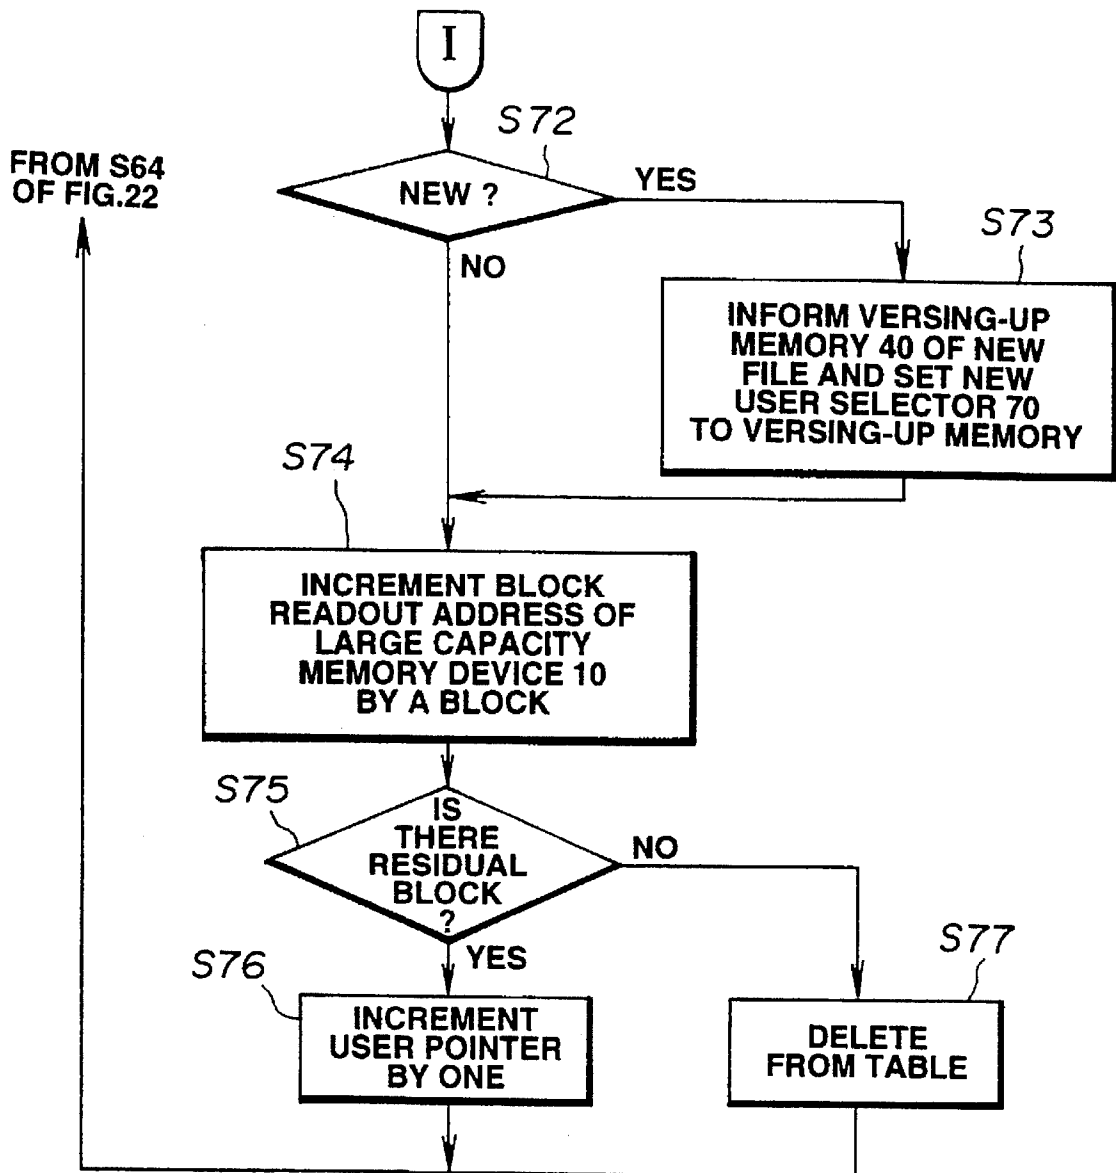 I
S72
FROM S64
OF FIG.22
NEW ?
YES
S73
NO
INFORM VERSING-UP
MEMORY 40 OF NEW
FILE AND SET NEW
USER SELECTOR 70
TO VERSING-UP MEMORY
S74
INCREMENT BLOCK
READOUT ADDRESS OF
LARGE CAPACITY
MEMORY DEVICE 10
BY A BLOCK
S75
IS
THERE
RESIDUAL
BLOCK
?
NO
YES
S76
S77
INCREMENT
USER POINTER
BY ONE
DELETE
FROM TABLE